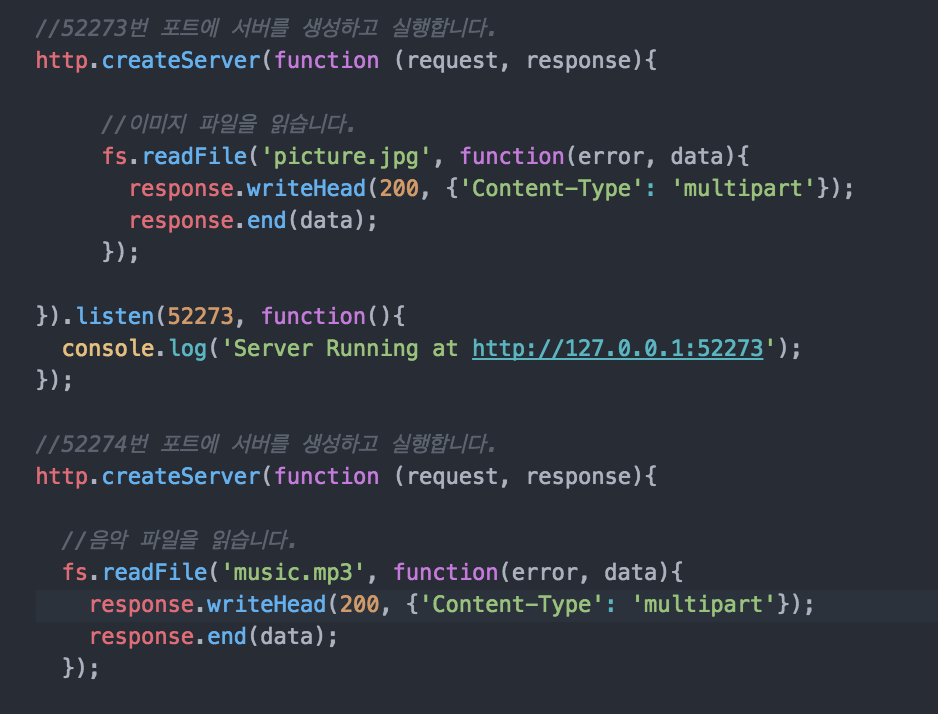 //52273번 포트에 서버를 생성하고 실행합니다.
http.createServer(function (request, response){
//이미지 파일을 읽습니다.
fs.readFile('picture.jpg', function(error, data){
response.writeHead(200, {'Content-Type': 'multipart'});
response.end(data);
});
}).listen(52273, function(){
console.log('Server Running at http://127.0.0.1:52273');
});
//52274번 포트에 서버를 생성하고 실행합니다.
http.createServer(function (request, response){
//음악 파일을 읽습니다.
fs.readFile('music.mp3', function(error, data){
response.writeHead(200, {'Content-Type': 'multipart'});
response.end(data);
});